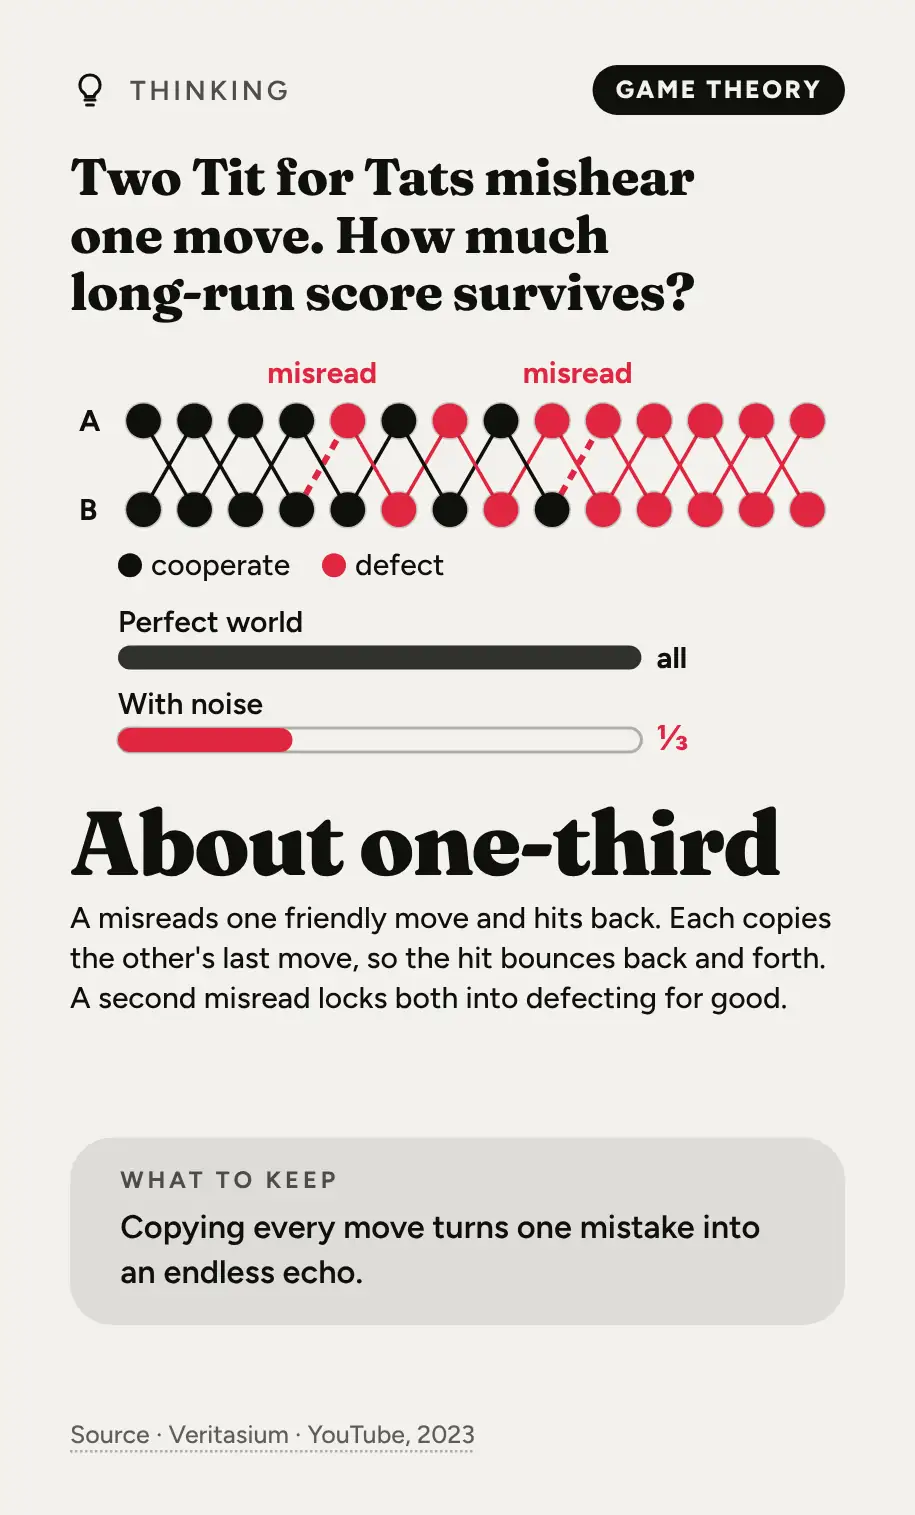 THINKING
GAME THEORY
Two Tit for Tats mishear
one move. How much
long-run score survives?
misread
misread
A
B
cooperate
defect
Perfect world
all
With noise
⅓
About one-third
A misreads one friendly move and hits back. Each copies
the other's last move, so the hit bounces back and forth.
A second misread locks both into defecting for good.
WHAT TO KEEP
Copying every move turns one mistake into
an endless echo.
Source · Veritasium · YouTube, 2023